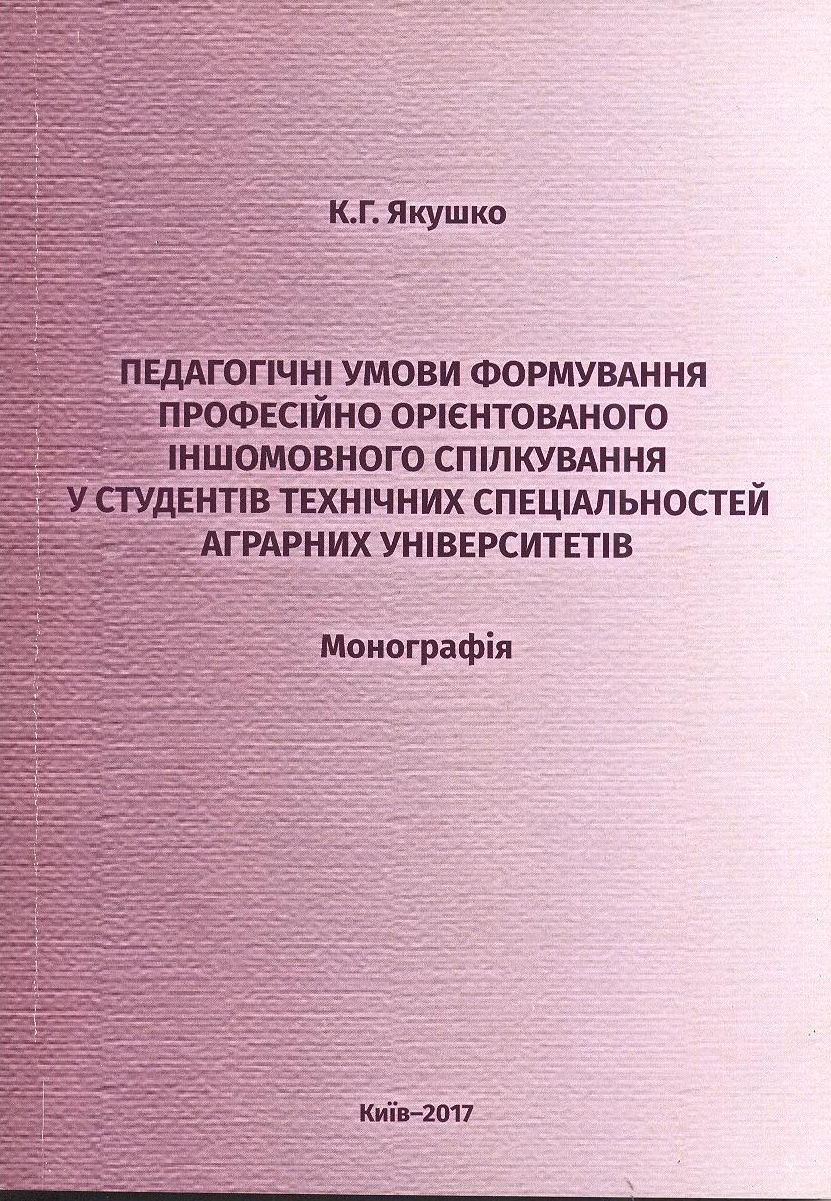 К.Г. Якушко
ПЕДАГОГІЧНІ УМОВИ ФОРМУВАННЯ
ПРОФЕСІЙНО ОРІЄНТОВАНОГО
ІНШОМОВНОГО СПІЛКУВАННЯ
У СТУДЕНТІВ ТЕХНІЧНИХ СПЕЦІАЛЬНОСТЕЙ
АГРАРНИХ УНІВЕРСИТЕТІВ
Монографія
Київ–2017